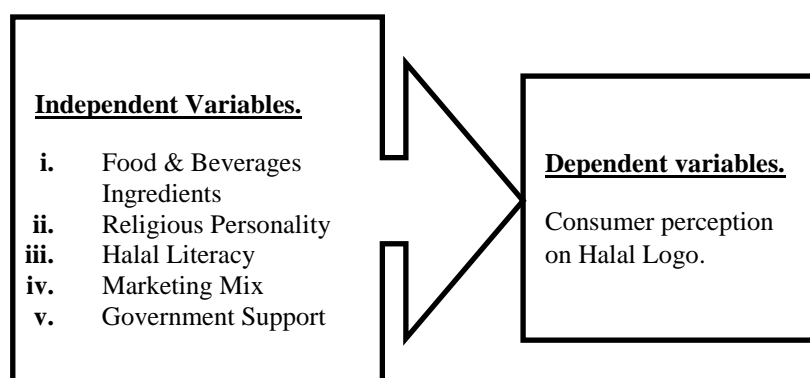 Independent Variables.
i. Food & Beverages
Ingredients
ii. Religious Personality
iii. Halal Literacy
iv. Marketing Mix
v. Government Support
Dependent variables.
Consumer perception
on Halal Logo.